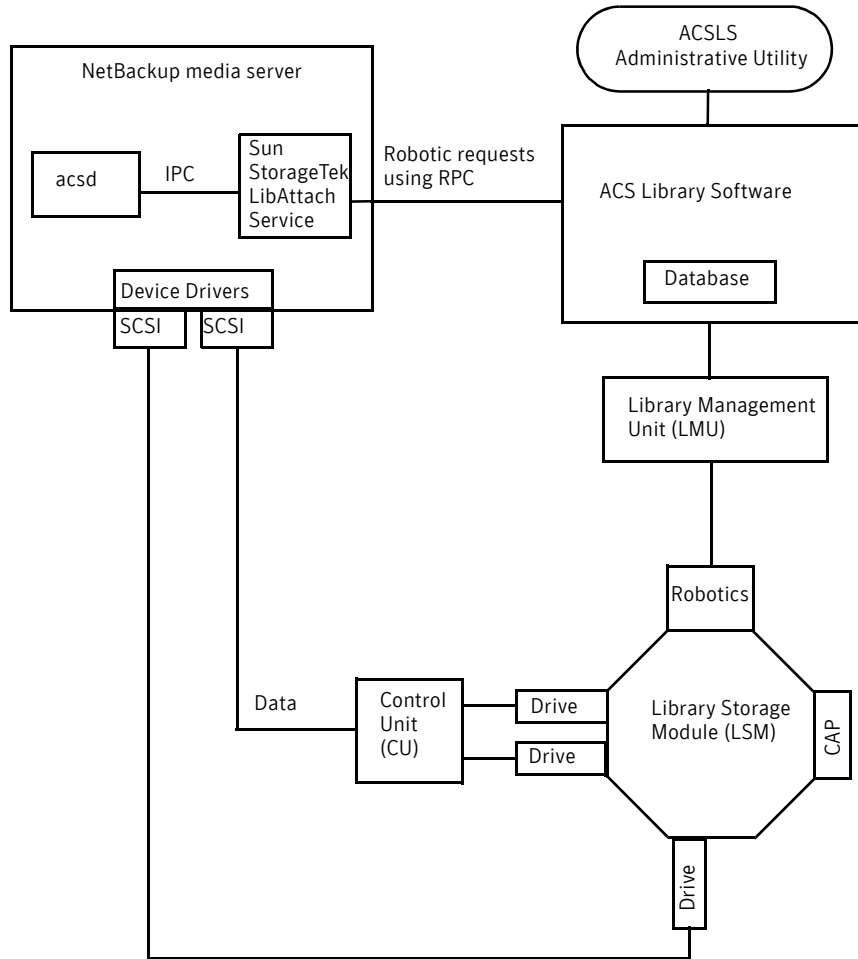 ACSLS
Administrative Utility
NetBackup media server
Sun
StorageTek
LibAttach
Service
acsd
IPC
Robotic requests
using RPC
ACS Library Software
Database
Device Drivers
SCSI
SCSI
Library Management
Unit (LMU)
Robotics
Data
Control
Unit
(CU)
Drive
Drive
Library Storage
Module (LSM)
CAP
Drive